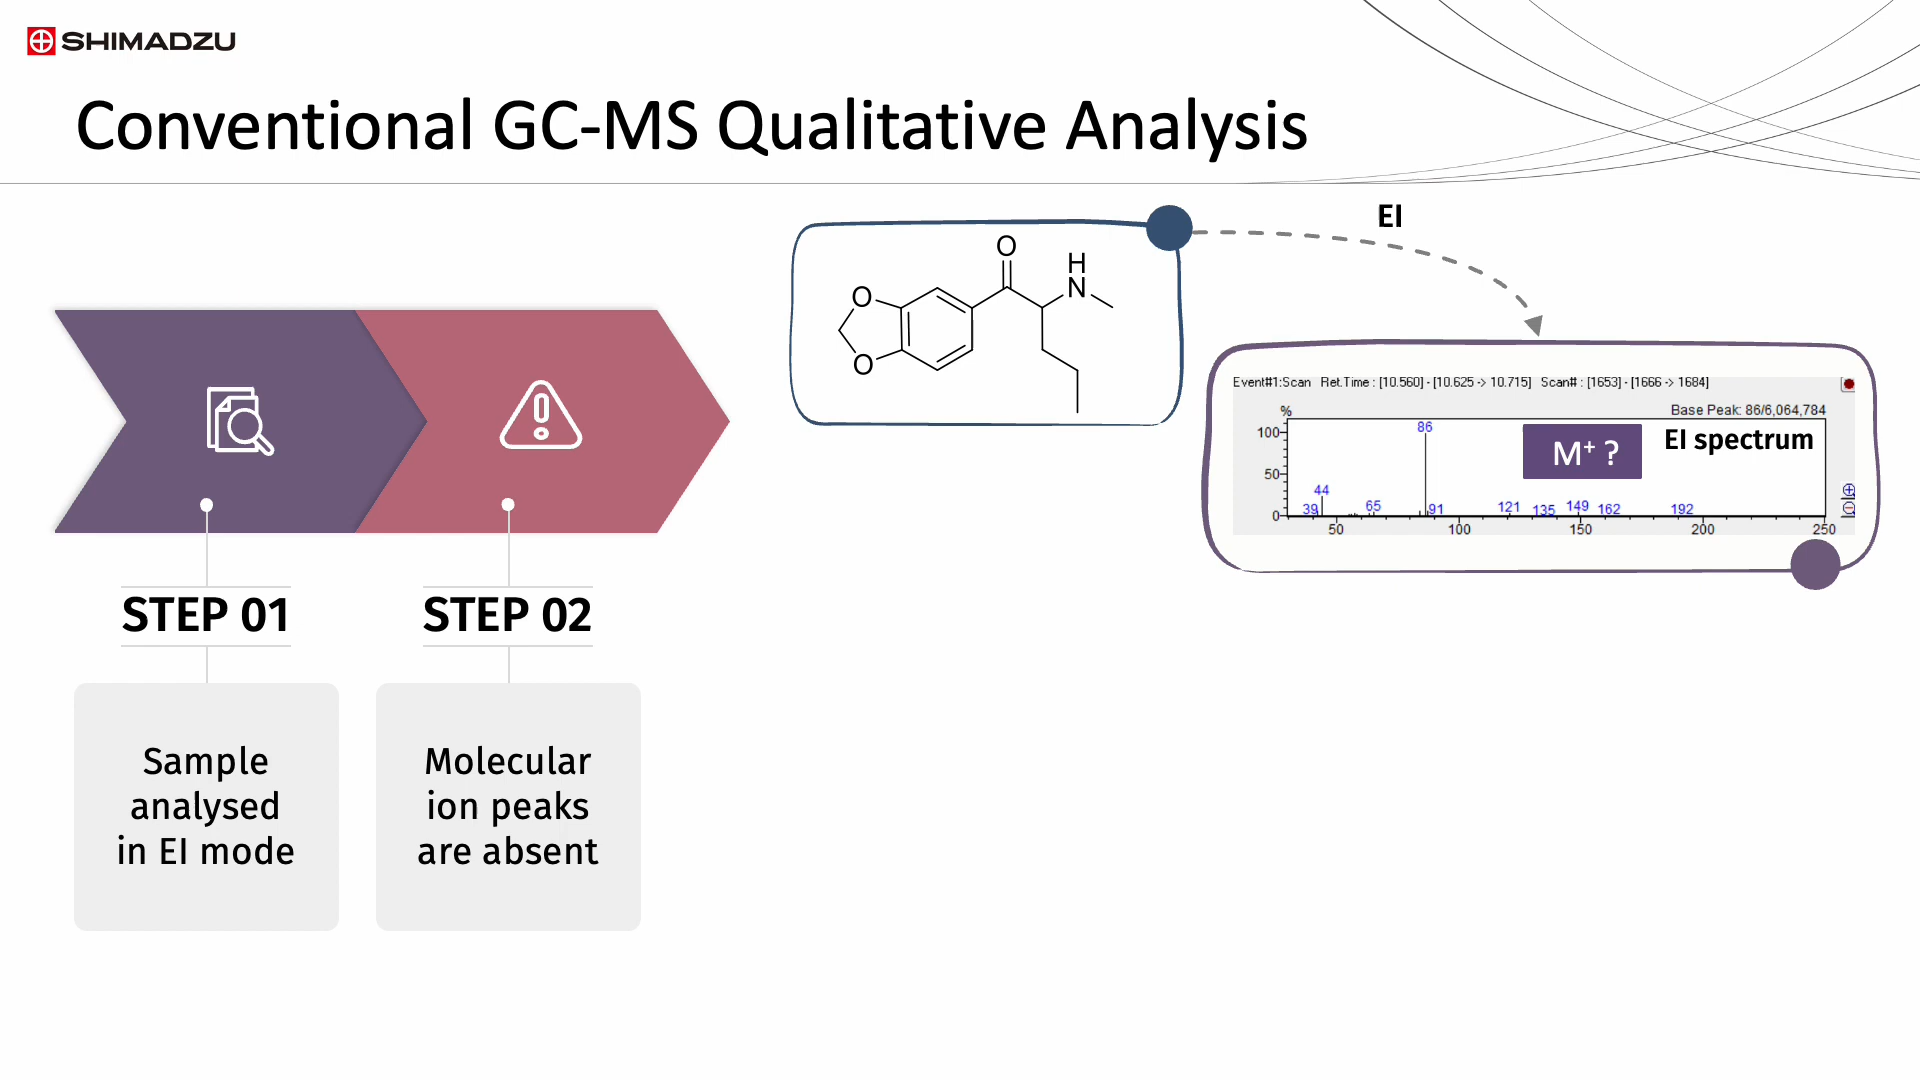 SHIMADZU
Conventional GC-MS Qualitative Analysis
EI
O
H
N
O
O
Event#1:Scan Ret.Time : [10.560] - [10.625 -> 10.715] Scan# : [1653] - [1666 -> 1684]
% Base Peak: 86/6,064,784
100 86 M⁺ ? EI spectrum
50 44
0 39 65 91 121 135 149 162 192
50 100 150 200 250
STEP 01
Sample
analysed
in EI mode
STEP 02
Molecular
ion peaks
are absent